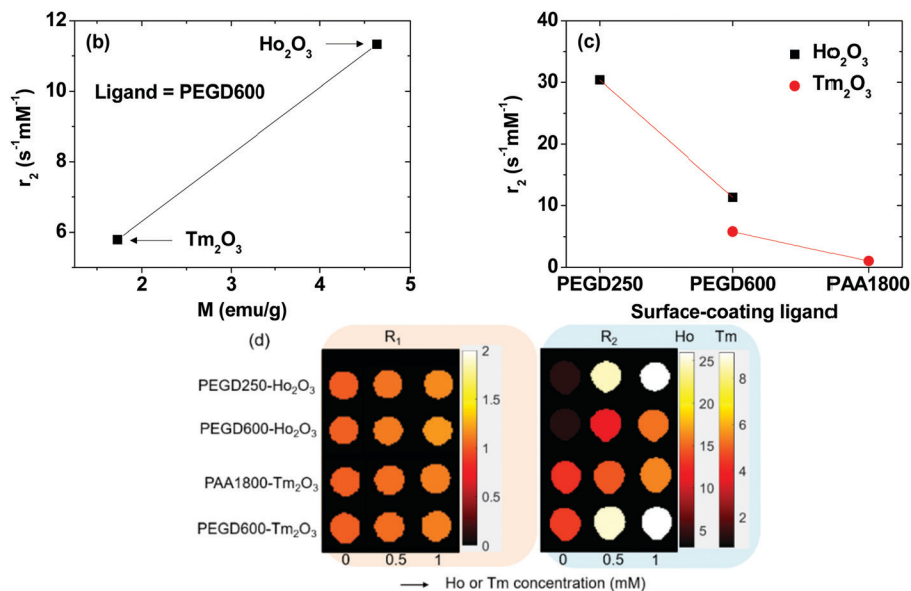 (b)
12
10
8
6
r₂ (s⁻¹mM⁻¹)
Ho₂O₃
Ligand = PEGD600
Tm₂O₃
2
3
4
5
M (emu/g)
(c)
40
30
20
10
0
r₂ (s⁻¹mM⁻¹)
Ho₂O₃
Tm₂O₃
PEGD250 PEGD600 PAA1800
Surface-coating ligand
(d)
R₁
R₂
Ho Tm
PEGD250-Ho₂O₃
PEGD600-Ho₂O₃
PAA1800-Tm₂O₃
PEGD600-Tm₂O₃
2
1.5
1
0.5
0
25
20
15
10
5
8
6
4
2
0 0.5 1
0 0.5 1
Ho or Tm concentration (mM)